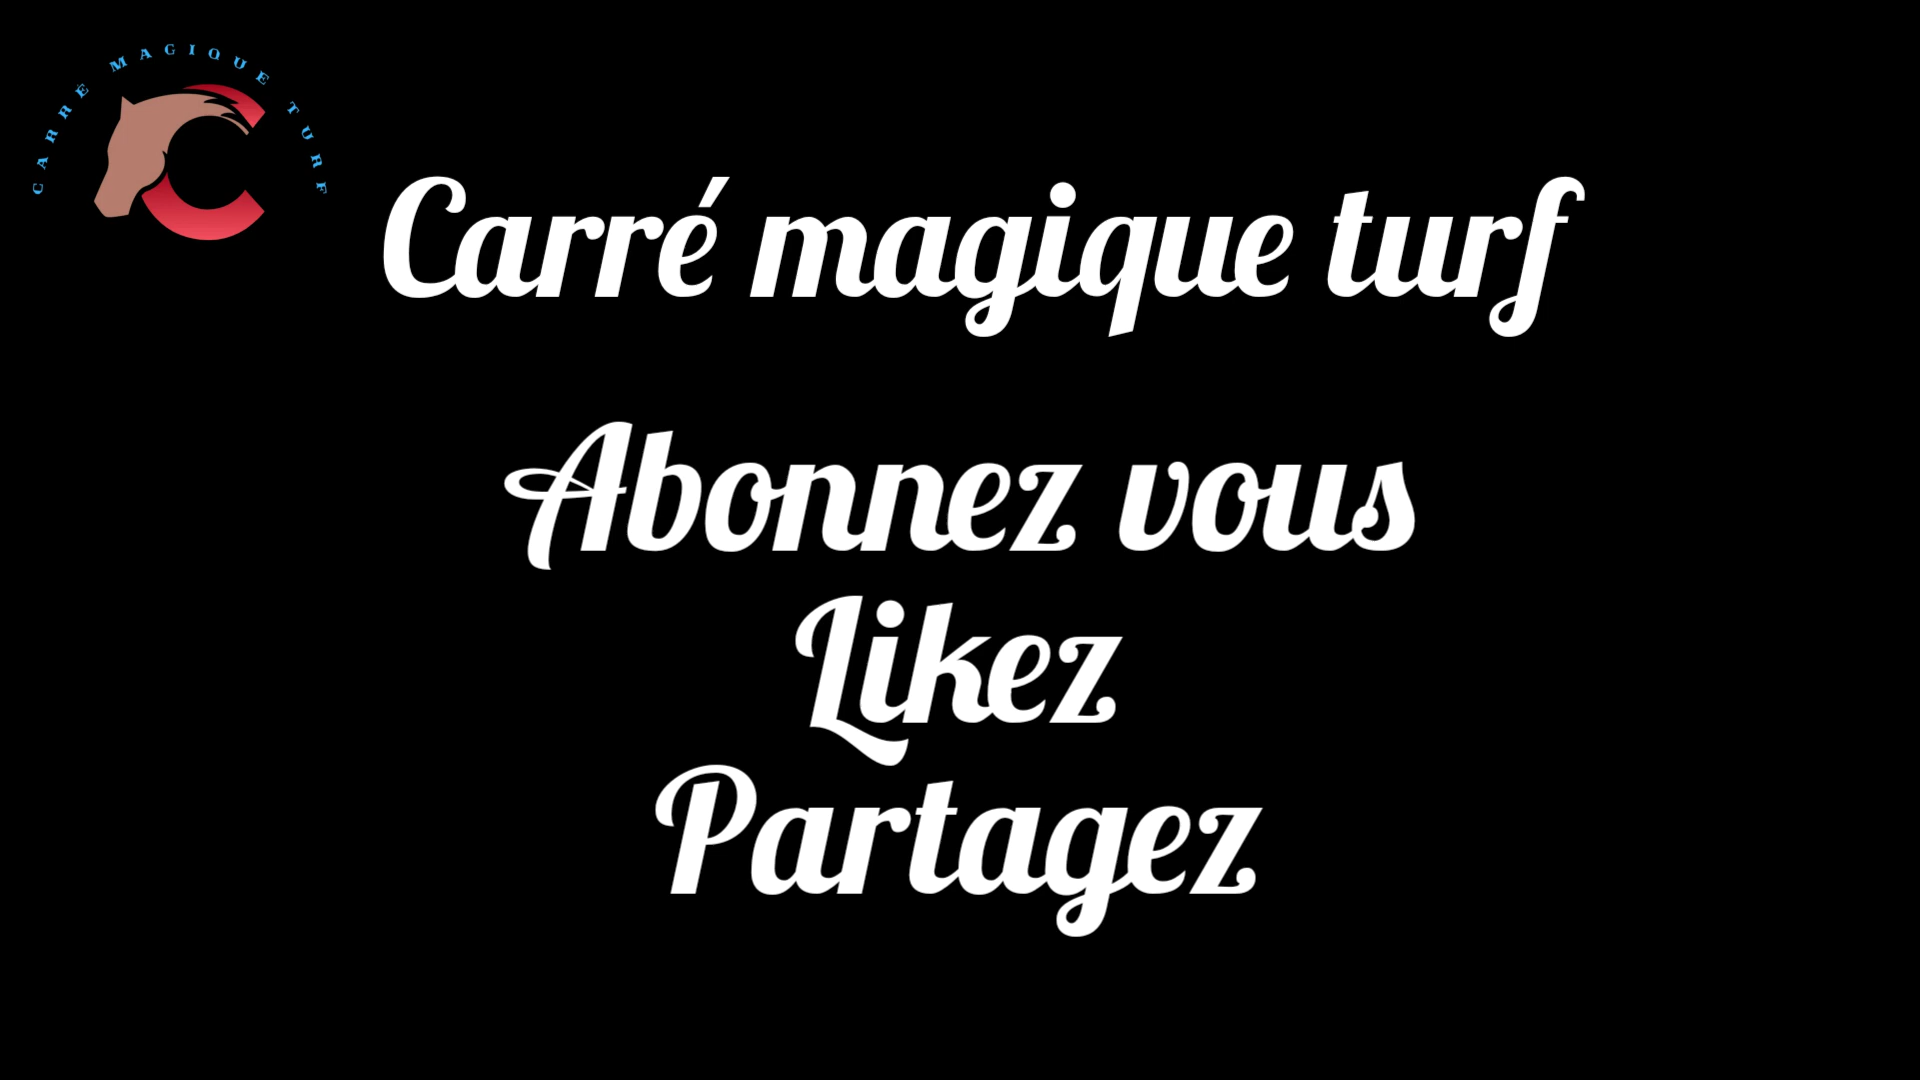 CARRE MAGIQUE TURF
Carré magique turf
Abonnez vous
Likez
Partagez